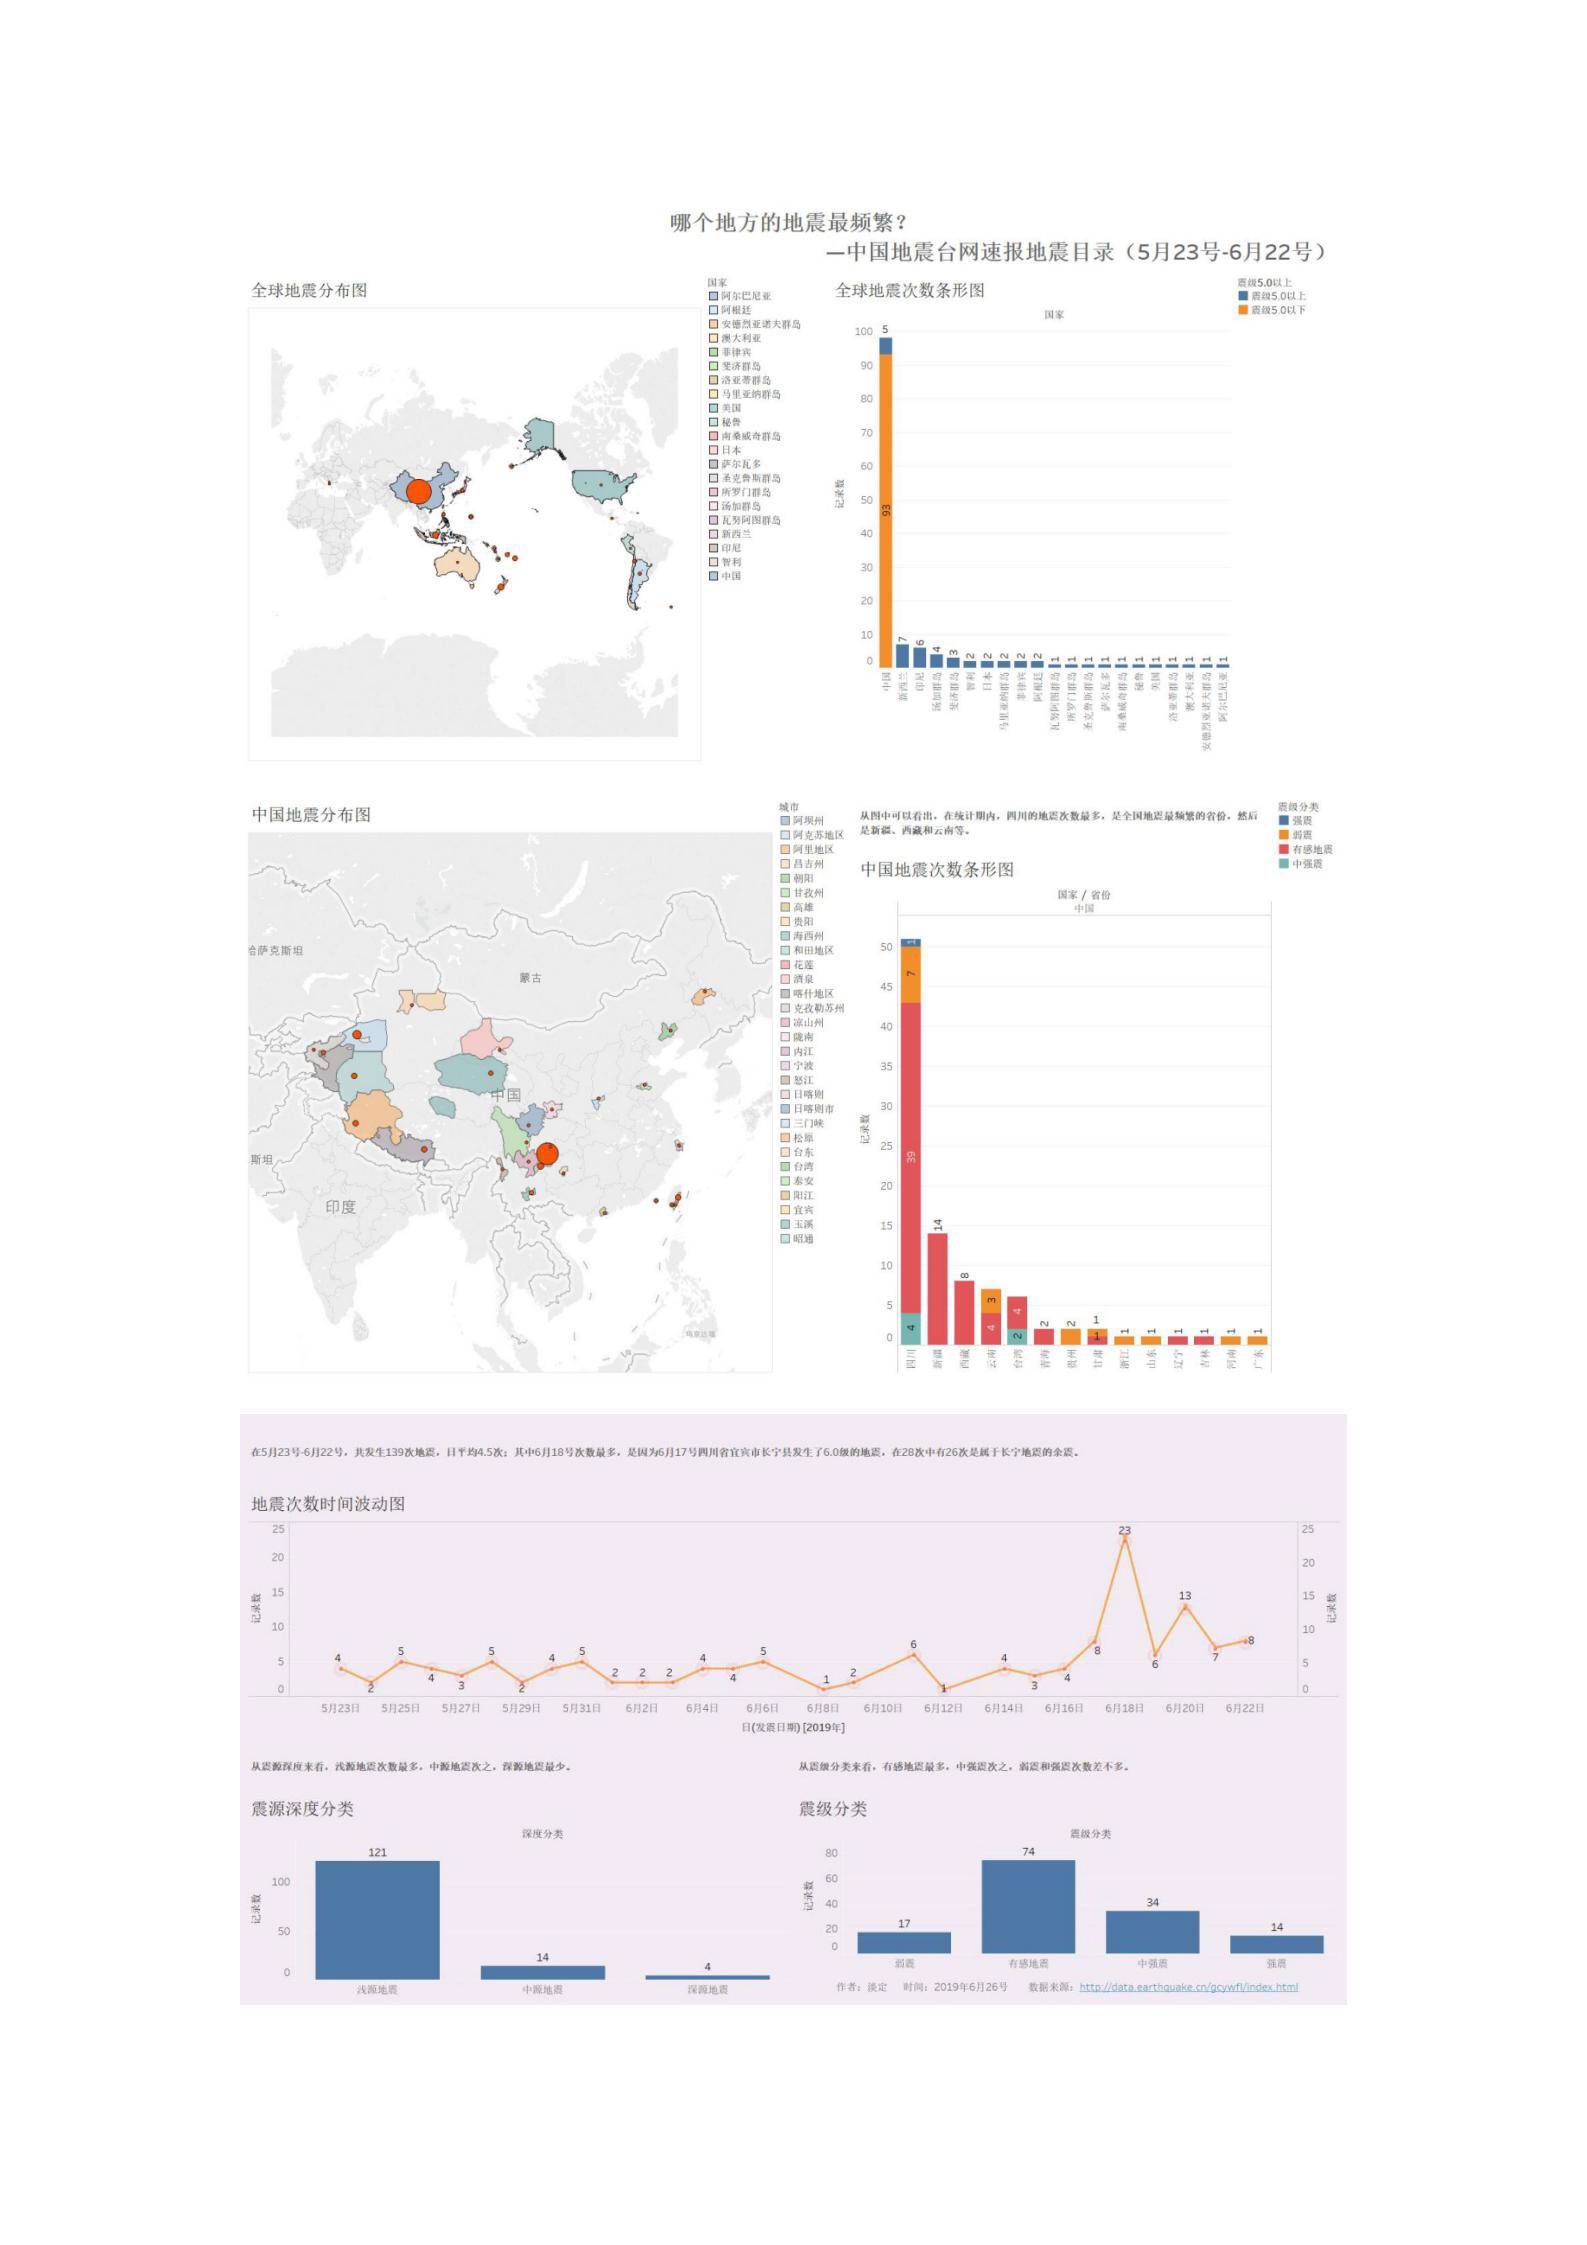 哪个地方的地震最频繁？
—中国地震台网速报地震目录（5月23号-6月22号）
全球地震分布图
国家
阿尔巴尼亚
阿根廷
安德烈亚诺夫群岛
澳大利亚
菲律宾
斐济群岛
洛亚蒂群岛
马里亚纳群岛
美国
秘鲁
南桑威奇群岛
日本
萨尔瓦多
圣克鲁斯群岛
所罗门群岛
汤加群岛
瓦努阿图群岛
新西兰
印尼
智利
中国
全球地震次数条形图
震级5.0以上
震级5.0以上
震级5.0以下
国家
记录数
100
90
80
70
60
50
40
30
20
10
0
5
93
7
6
4
3
2
2
2
2
2
1
1
1
1
1
1
1
1
1
1
1
中国
新西兰
印尼
汤加群岛
斐济群岛
智利
日本
马里亚纳群岛
菲律宾
阿根廷
瓦努阿图群岛
所罗门群岛
圣克鲁斯群岛
萨尔瓦多
南桑威奇群岛
秘鲁
美国
洛亚蒂群岛
澳大利亚
安德烈亚诺夫群岛
阿尔巴尼亚
中国地震分布图
哈萨克斯坦
蒙古
中国
斯坦
印度
城市
阿坝州
阿克苏地区
阿里地区
昌吉州
朝阳
甘孜州
高雄
贵阳
海西州
和田地区
花莲
酒泉
喀什地区
克孜勒苏州
凉山州
陇南
内江
宁波
怒江
日喀则
日喀则市
三门峡
松原
台东
台湾
泰安
阳江
宜宾
玉溪
昭通
从图中可以看出，在统计期内，四川的地震次数最多，是全国地震最频繁的省份，然后
是新疆、西藏和云南等。
震级分类
强震
弱震
有感地震
中强震
中国地震次数条形图
国家 / 省份
中国
记录数
50
45
40
35
30
25
20
15
10
5
0
1
7
39
4
14
8
3
4
4
2
2
2
1
1
1
1
1
1
1
1
四川
新疆
西藏
云南
台湾
青海
贵州
甘肃
浙江
山东
辽宁
吉林
河南
广东
在5月23号-6月22号，共发生139次地震，日平均4.5次；其中6月18号次数最多，是因为6月17号四川省宜宾市长宁县发生了6.0级的地震，在28次中有26次是属于长宁地震的余震。
地震次数时间波动图
记录数
25
20
15
10
5
0
4
2
5
4
3
5
2
4
5
2
2
2
4
4
5
1
2
6
1
4
3
4
8
23
6
13
7
8
25
20
15
10
5
0
记录数
5月23日
5月25日
5月27日
5月29日
5月31日
6月2日
6月4日
6月6日
6月8日
6月10日
6月12日
6月14日
6月16日
6月18日
6月20日
6月22日
日(发震日期) [2019年]
从震源深度来看，浅源地震次数最多，中源地震次之，深源地震最少。
震源深度分类
深度分类
记录数
100
50
0
121
14
4
浅源地震
中源地震
深源地震
从震级分类来看，有感地震最多，中强震次之，弱震和强震次数差不多。
震级分类
震级分类
记录数
80
60
40
20
0
17
74
34
14
弱震
有感地震
中强震
强震
作者：淡定 时间：2019年6月26号 数据来源：http://data.earthquake.cn/gcywfl/index.html